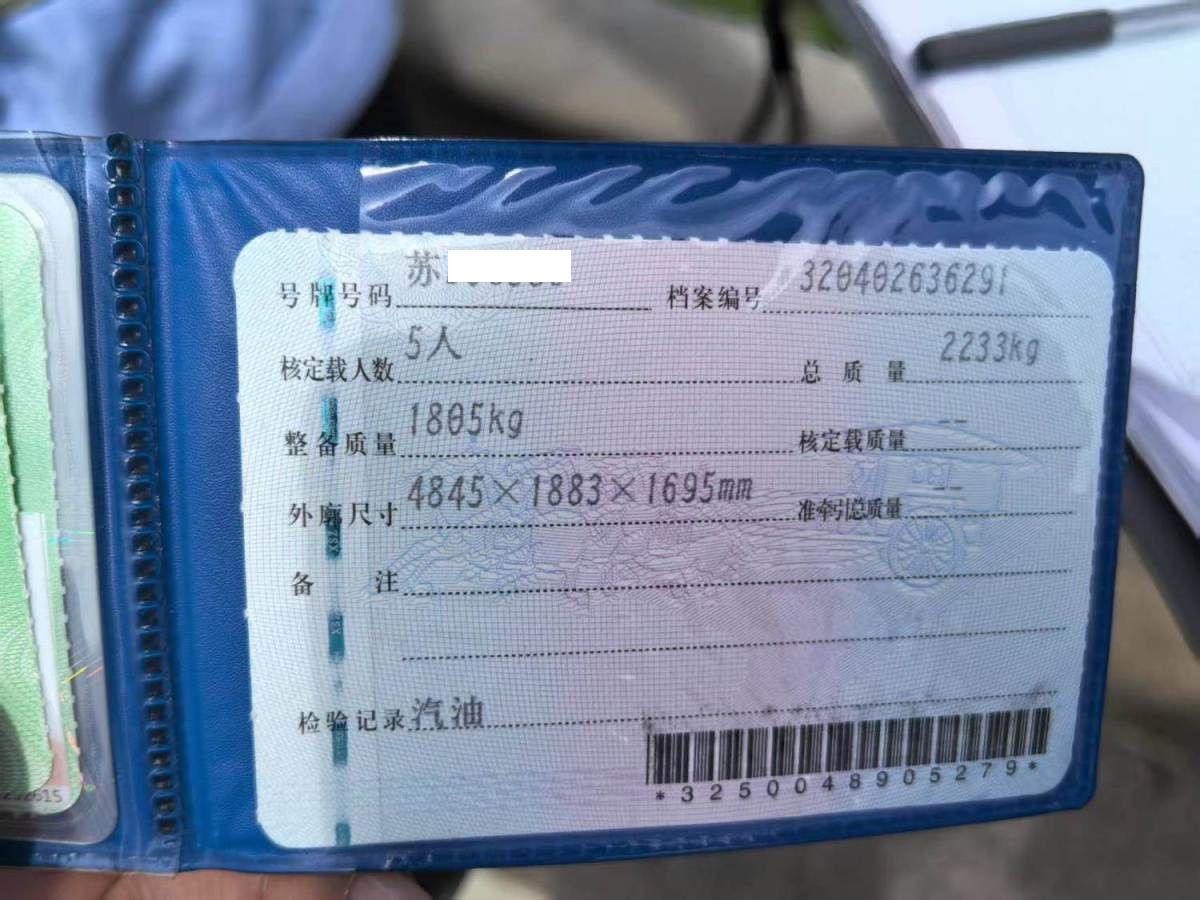 号牌号码 苏 档案编号 320402636291
核定载人数 5人 总质量 2233kg
整备质量 1805kg 核定载质量 --
外廓尺寸 4845×1883×1695mm 准牵引总质量 --
备注
检验记录 汽油
*3250048905279*